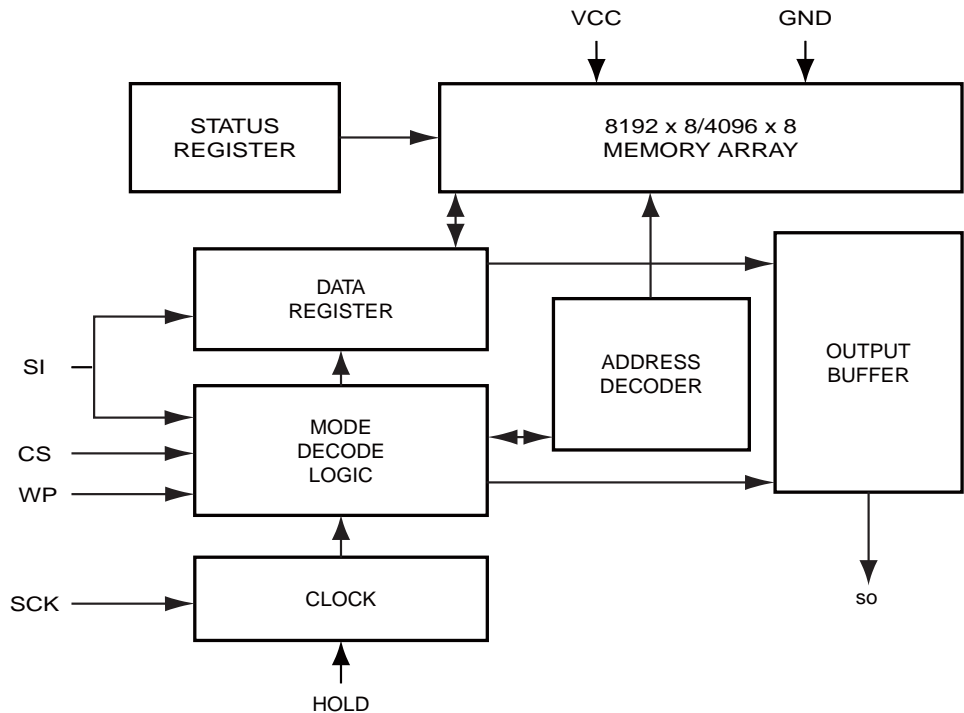 VCC
GND
STATUS
REGISTER
8192 x 8/4096 x 8
MEMORY ARRAY
DATA
REGISTER
SI
ADDRESS
DECODER
OUTPUT
BUFFER
MODE
DECODE
LOGIC
CS
WP
SCK
CLOCK
so
HOLD